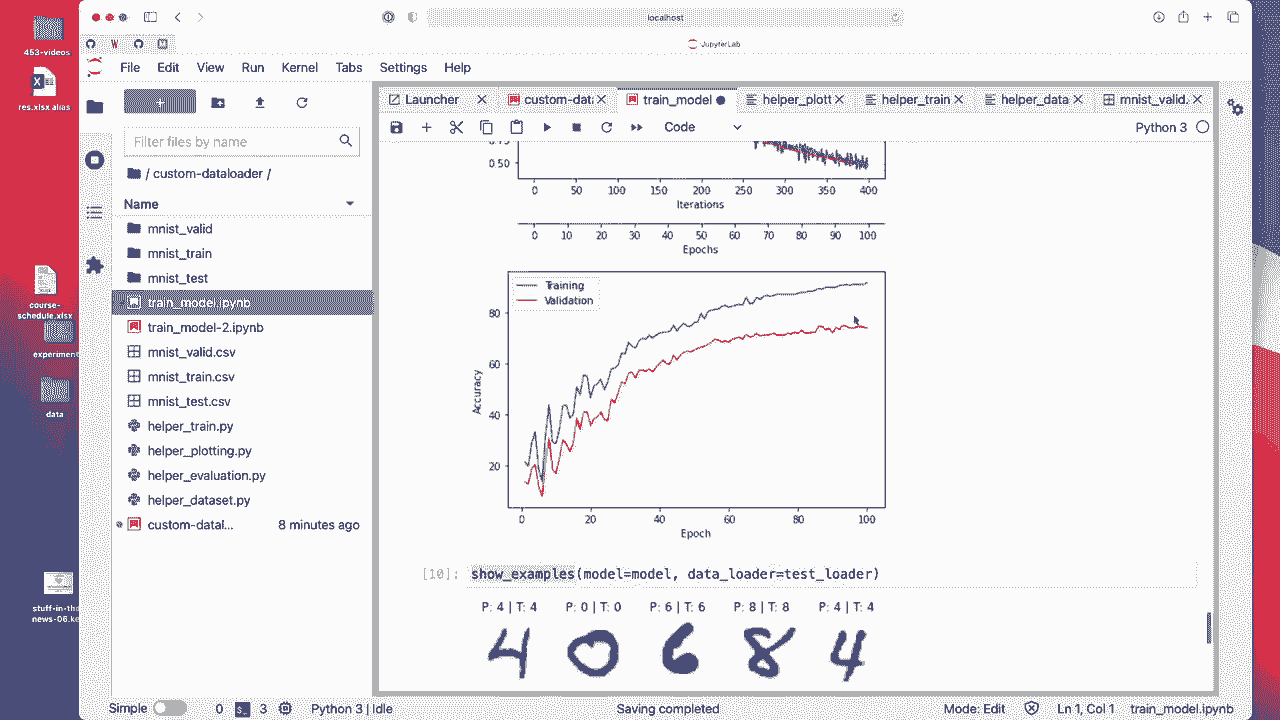 localhost
JupyterLab
File Edit View Run Kernel Tabs Settings Help
Launcher
custom-dat
train_model
helper_plott
helper_train
helper_data
mnist_valid.
Code
Python 3
Filter files by name
/ custom-dataloader /
Name
mnist_valid
mnist_train
mnist_test
train_model.ipynb
train_model-2.ipynb
mnist_valid.csv
mnist_train.csv
mnist_test.csv
helper_train.py
helper_plotting.py
helper_evaluation.py
helper_dataset.py
custom-datal... 8 minutes ago
453-videos
res.xlsx alias
course-
schedule.xlsx
experimen
data
stuff-in-th
news-06.ke
0.50
0 50 100 150 200 250 300 350 400
Iterations
0 10 20 30 40 50 60 70 80 90 100
Epochs
Training
Validation
80
60
40
20
Accuracy
0 20 40 60 80 100
Epoch
[10]: show_examples(model=model, data_loader=test_loader)
P: 4 | T: 4 P: 0 | T: 0 P: 6 | T: 6 P: 8 | T: 8 P: 4 | T: 4
4 0 6 8 4
Simple 0 3 Python 3 | Idle Saving completed Mode: Edit Ln 1, Col 1 train_model.ipynb